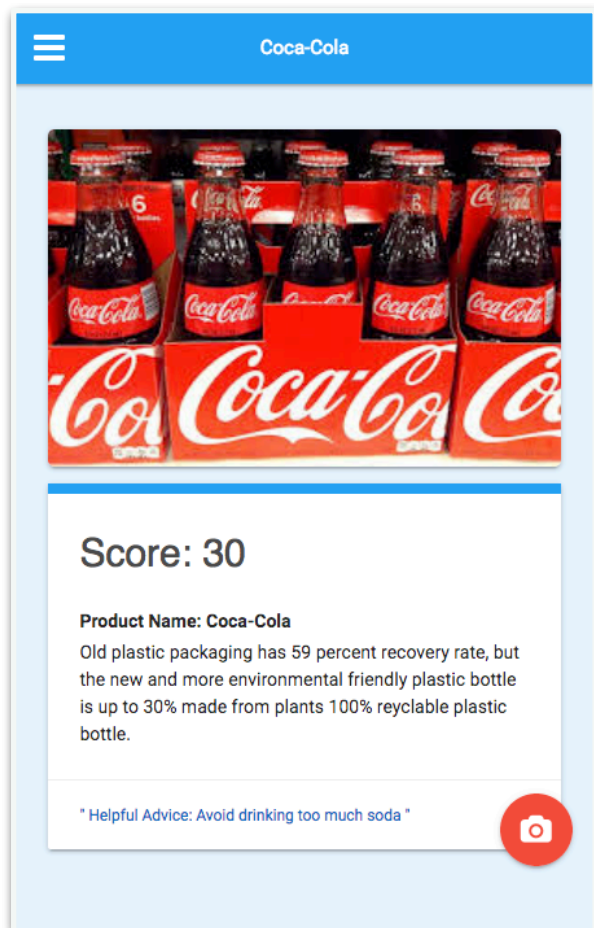 Coca-Cola
6
Coca-Cola
Coca-Cola
Coca-Cola
Coca-Cola
Coca-Cola
Coca-Cola
Score: 30
Product Name: Coca-Cola
Old plastic packaging has 59 percent recovery rate, but
the new and more environmental friendly plastic bottle
is up to 30% made from plants 100% reyclable plastic
bottle.
" Helpful Advice: Avoid drinking too much soda "